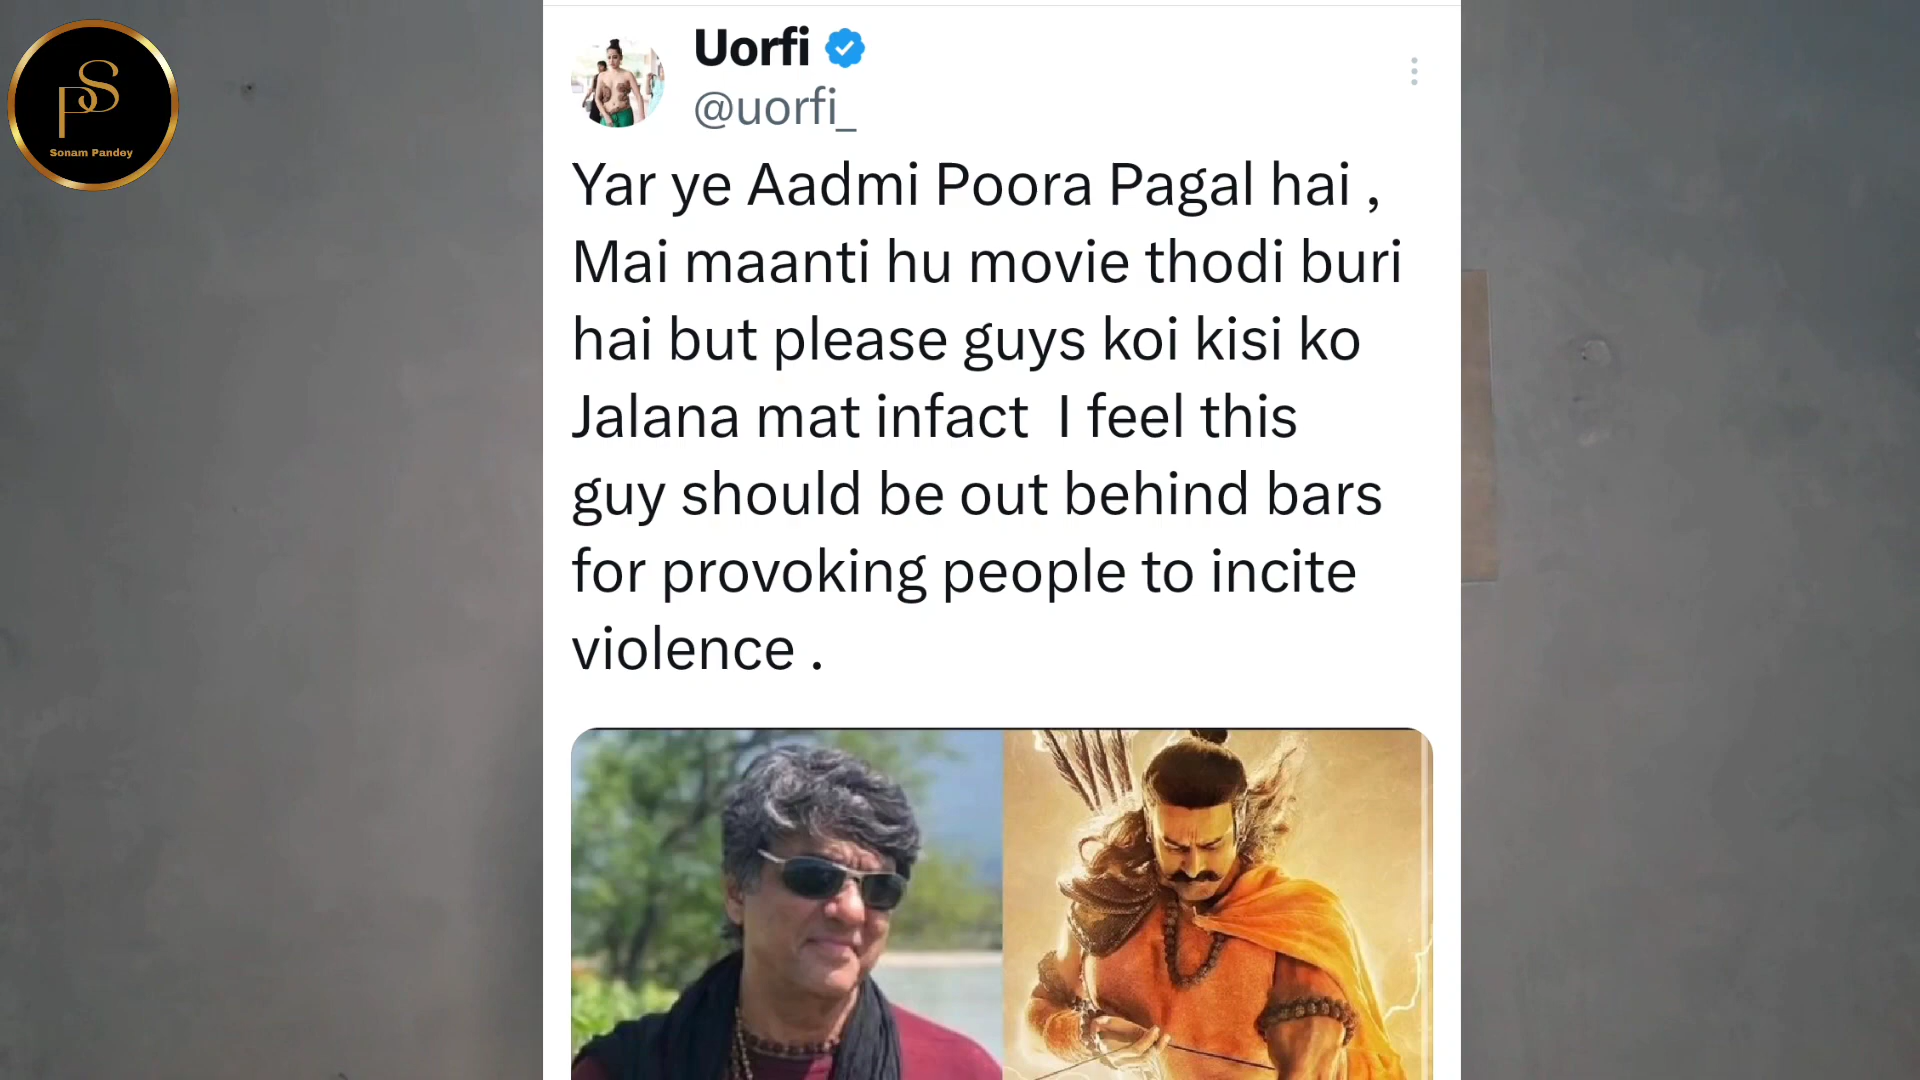 PS
Sonam Pandey
Uorfi
@uorfi_
Yar ye Aadmi Poora Pagal hai ,
Mai maanti hu movie thodi buri
hai but please guys koi kisi ko
Jalana mat infact I feel this
guy should be out behind bars
for provoking people to incite
violence .